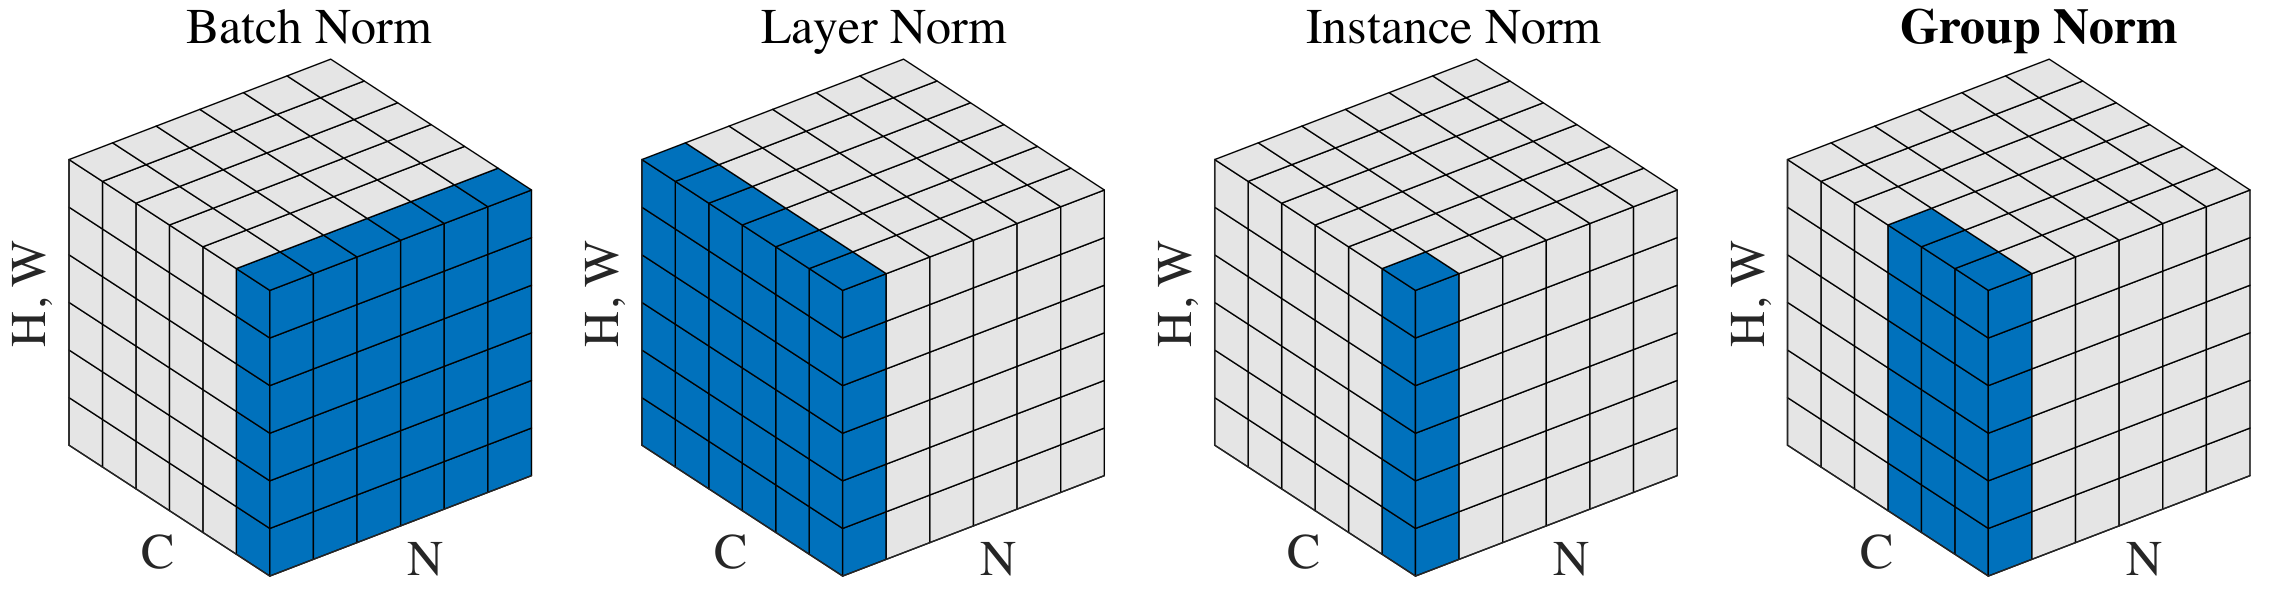 Batch Norm
H, W
C
N
Layer Norm
H, W
C
N
Instance Norm
H, W
C
N
Group Norm
H, W
C
N